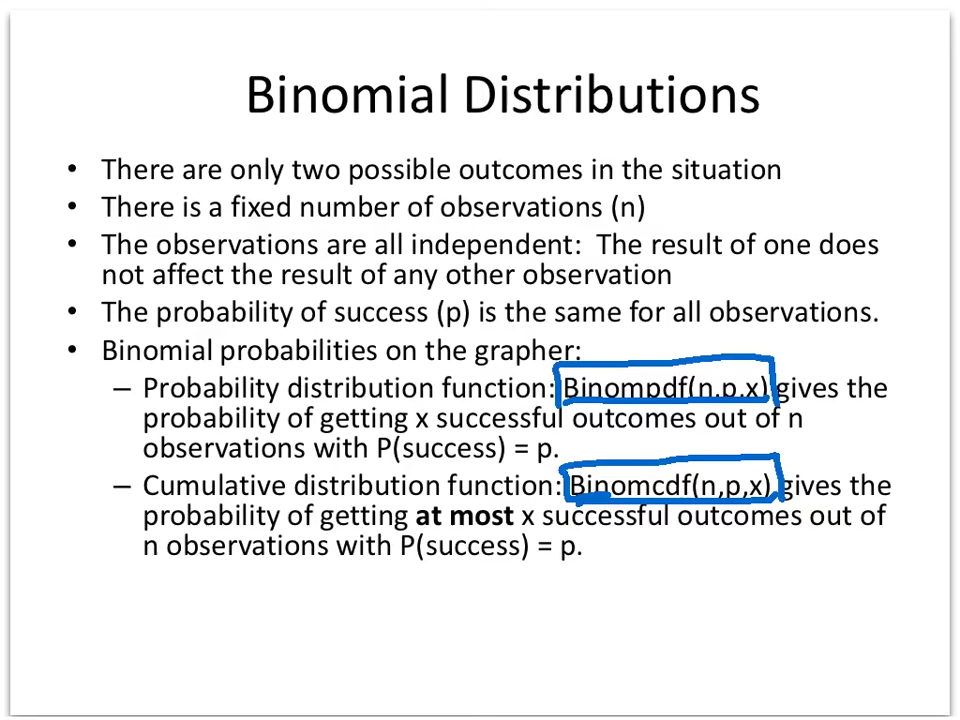 Binomial Distributions
• There are only two possible outcomes in the situation
• There is a fixed number of observations (n)
• The observations are all independent: The result of one does
not affect the result of any other observation
• The probability of success (p) is the same for all observations.
• Binomial probabilities on the grapher:
– Probability distribution function: Binompdf(n,p,x) gives the
probability of getting x successful outcomes out of n
observations with P(success) = p.
– Cumulative distribution function: Binomcdf(n,p,x) gives the
probability of getting at most x successful outcomes out of
n observations with P(success) = p.